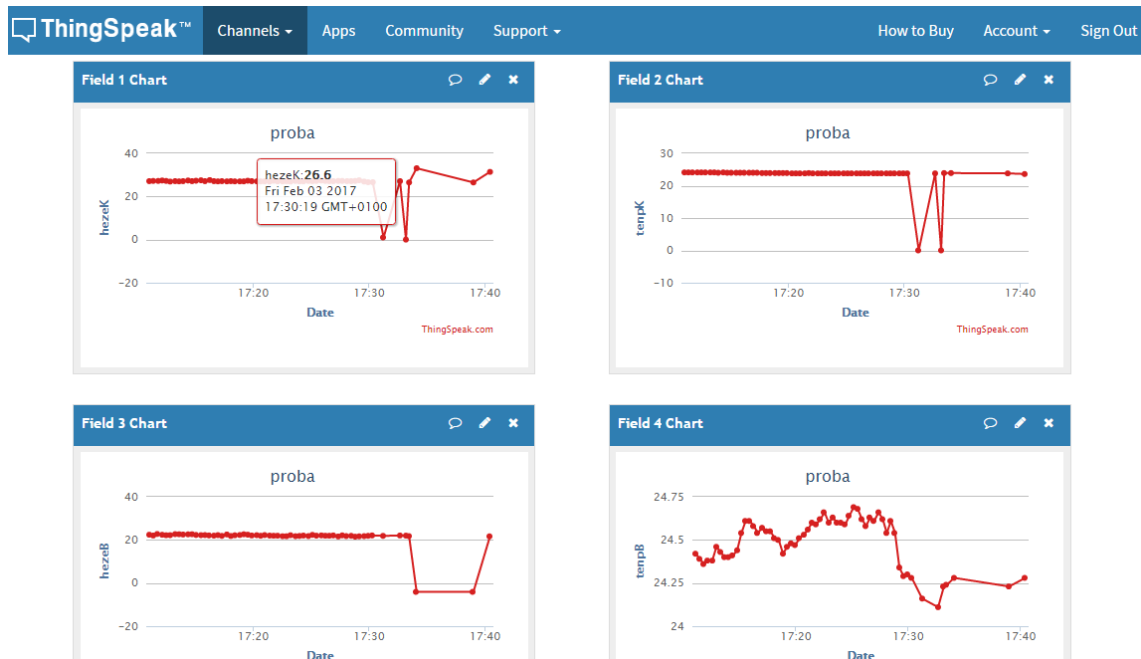 ThingSpeak™ Channels Apps Community Support How to Buy Account Sign Out
Field 1 Chart
proba
hezeK
40
20
0
-20
hezeK:26.6
Fri Feb 03 2017
17:30:19 GMT+0100
17:20 17:30 17:40
Date
ThingSpeak.com
Field 2 Chart
proba
tenpK
30
20
10
0
-10
17:20 17:30 17:40
Date
ThingSpeak.com
Field 3 Chart
proba
hezeB
40
20
0
-20
17:20 17:30 17:40
Date
Field 4 Chart
proba
tenpB
24.75
24.5
24.25
24
17:20 17:30 17:40
Date